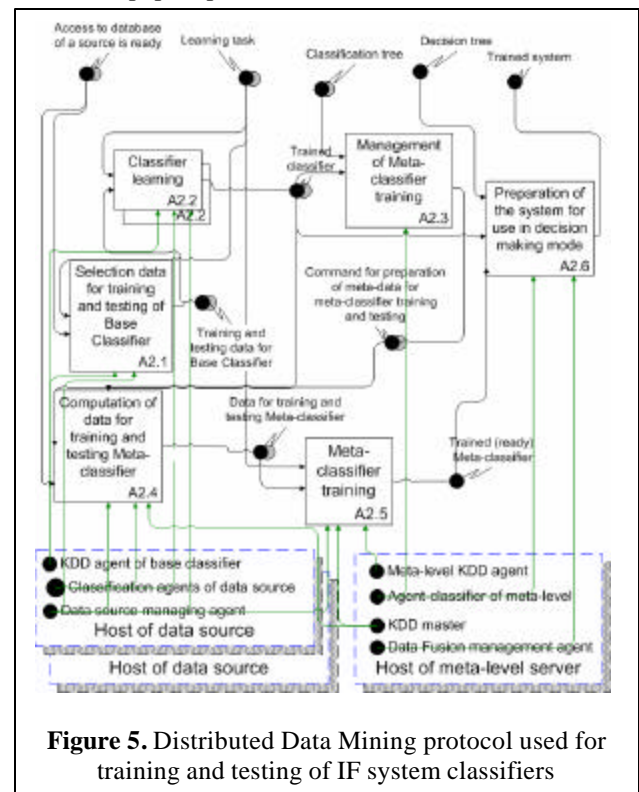 Access to database
of a source is ready
Learning task
Classification tree
Decision tree
Trained system
Classifier
learning
A2.2
A2.2
Trained
classifier
Management
of Meta-
classifier
training
A2.3
Preparation of
the system for
use in decision
making mode
A2.6
Selection data
for training
and testing of
Base
Classifier
A2.1
Training and
testing data for
Base Classifier
Command for preparation
of meta-data for
meta-classifier training
and testing
Computation of
data for
training and
testing Meta-
classifier
A2.4
Data for training and
testing Meta-classifier
Meta-
classifier
training
A2.5
Trained (ready)
Meta-classifier
KDD agent of base classifier
Classification agents of data source
Data source managing agent
Host of data source
Host of data source
Meta-level KDD agent
Agent-classifier of meta-level
KDD master
Data Fusion management agent
Host of meta-level server
Figure 5. Distributed Data Mining protocol used for
training and testing of IF system classifiers